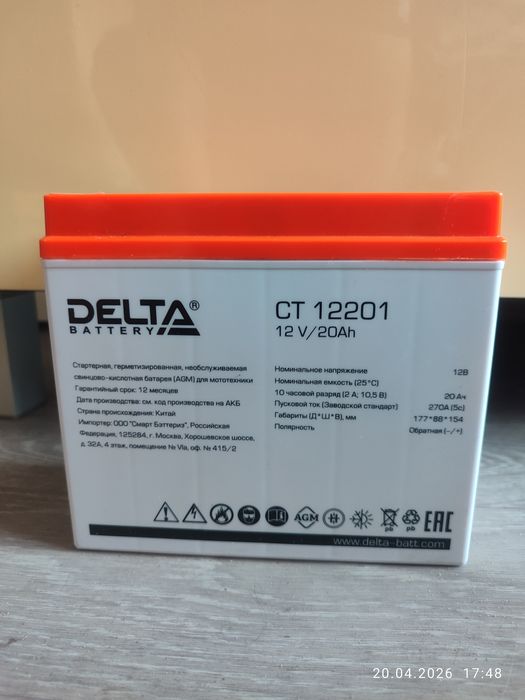 DELTA®
BATTERY
CT 12201
12 V/20Ah
Стартерная, герметизированная, необслуживаемая
свинцово-кислотная батарея (AGM) для мототехники
Гарантийный срок: 12 месяцев
Дата производства: см. код производства на АКБ
Страна происхождения: Китай
Импортер: ООО "Смарт Бэттериз", Российская
Федерация, 125284, г. Москва, Хорошевское шоссе,
д. 32А, 4 этаж, помещение № VIa, оф. № 415/2
Номинальное напряжение 12В
Номинальная емкость (25°С)
10 часовой разряд (2 А; 10,5 В) 20 Ач
Пусковой ток (Заводской стандарт) 270А (5с)
Габариты (Д*Ш*В), мм 177*88*154
Полярность Обратная (-/+)
AGM
Pb
Pb
EAC
www.delta-batt.com
20.04.2026 17:48